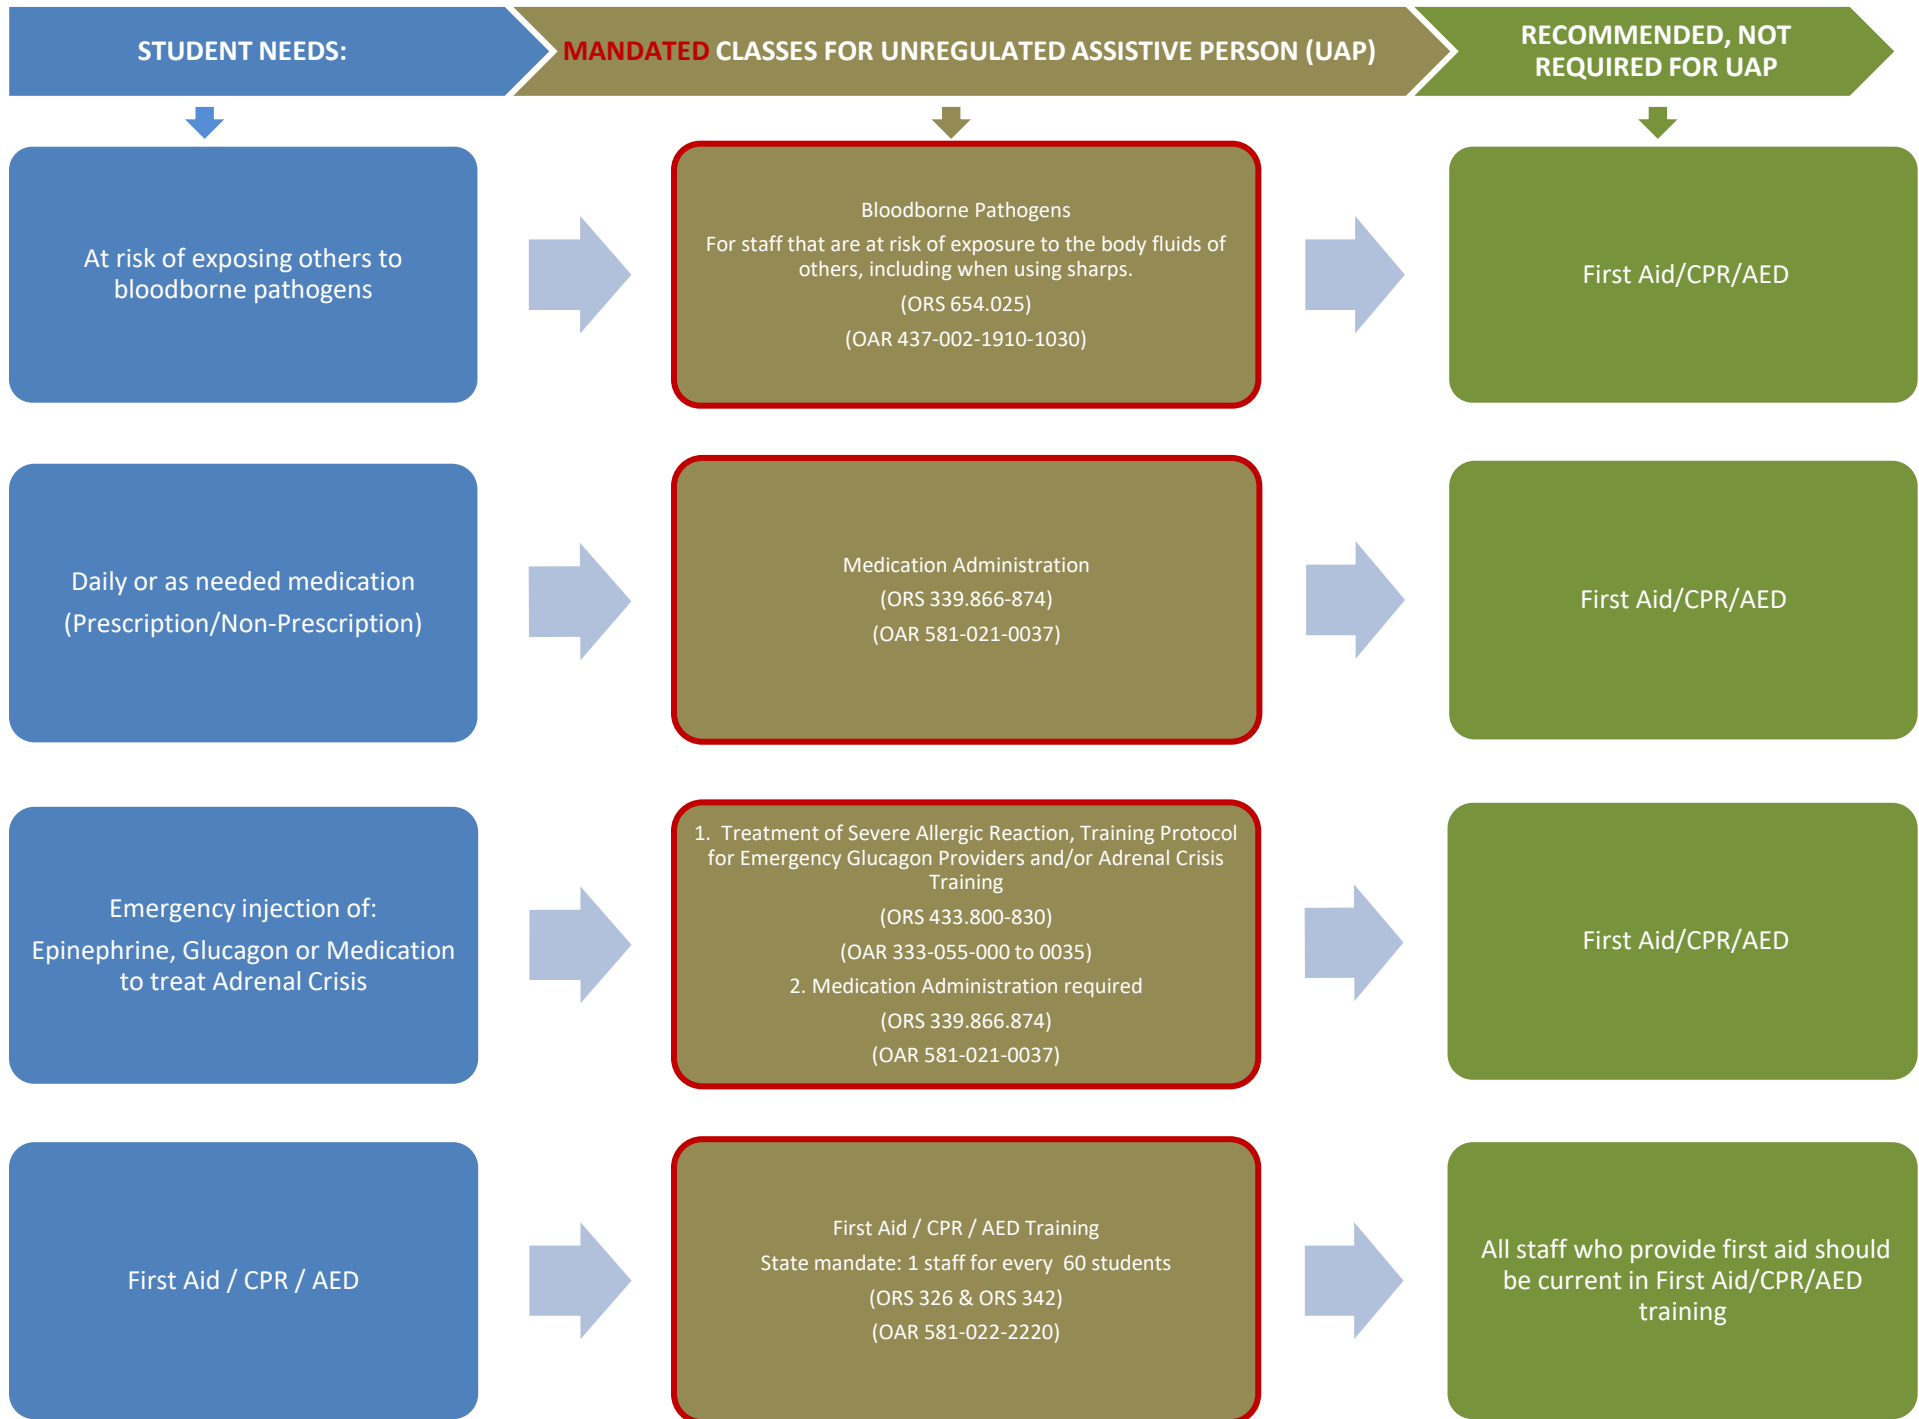 STUDENT NEEDS:
MANDATED CLASSES FOR UNREGULATED ASSISTIVE PERSON (UAP)
RECOMMENDED, NOT
REQUIRED FOR UAP
At risk of exposing others to
bloodborne pathogens
Bloodborne Pathogens
For staff that are at risk of exposure to the body fluids of
others, including when using sharps.
(ORS 654.025)
(OAR 437-002-1910-1030)
First Aid/CPR/AED
Daily or as needed medication
(Prescription/Non-Prescription)
Medication Administration
(ORS 339.866-874)
(OAR 581-021-0037)
First Aid/CPR/AED
Emergency injection of:
Epinephrine, Glucagon or Medication
to treat Adrenal Crisis
1. Treatment of Severe Allergic Reaction, Training Protocol
for Emergency Glucagon Providers and/or Adrenal Crisis
Training
(ORS 433.800-830)
(OAR 333-055-000 to 0035)
2. Medication Administration required
(ORS 339.866.874)
(OAR 581-021-0037)
First Aid/CPR/AED
First Aid / CPR / AED
First Aid / CPR / AED Training
State mandate: 1 staff for every 60 students
(ORS 326 & ORS 342)
(OAR 581-022-2220)
All staff who provide first aid should
be current in First Aid/CPR/AED
training